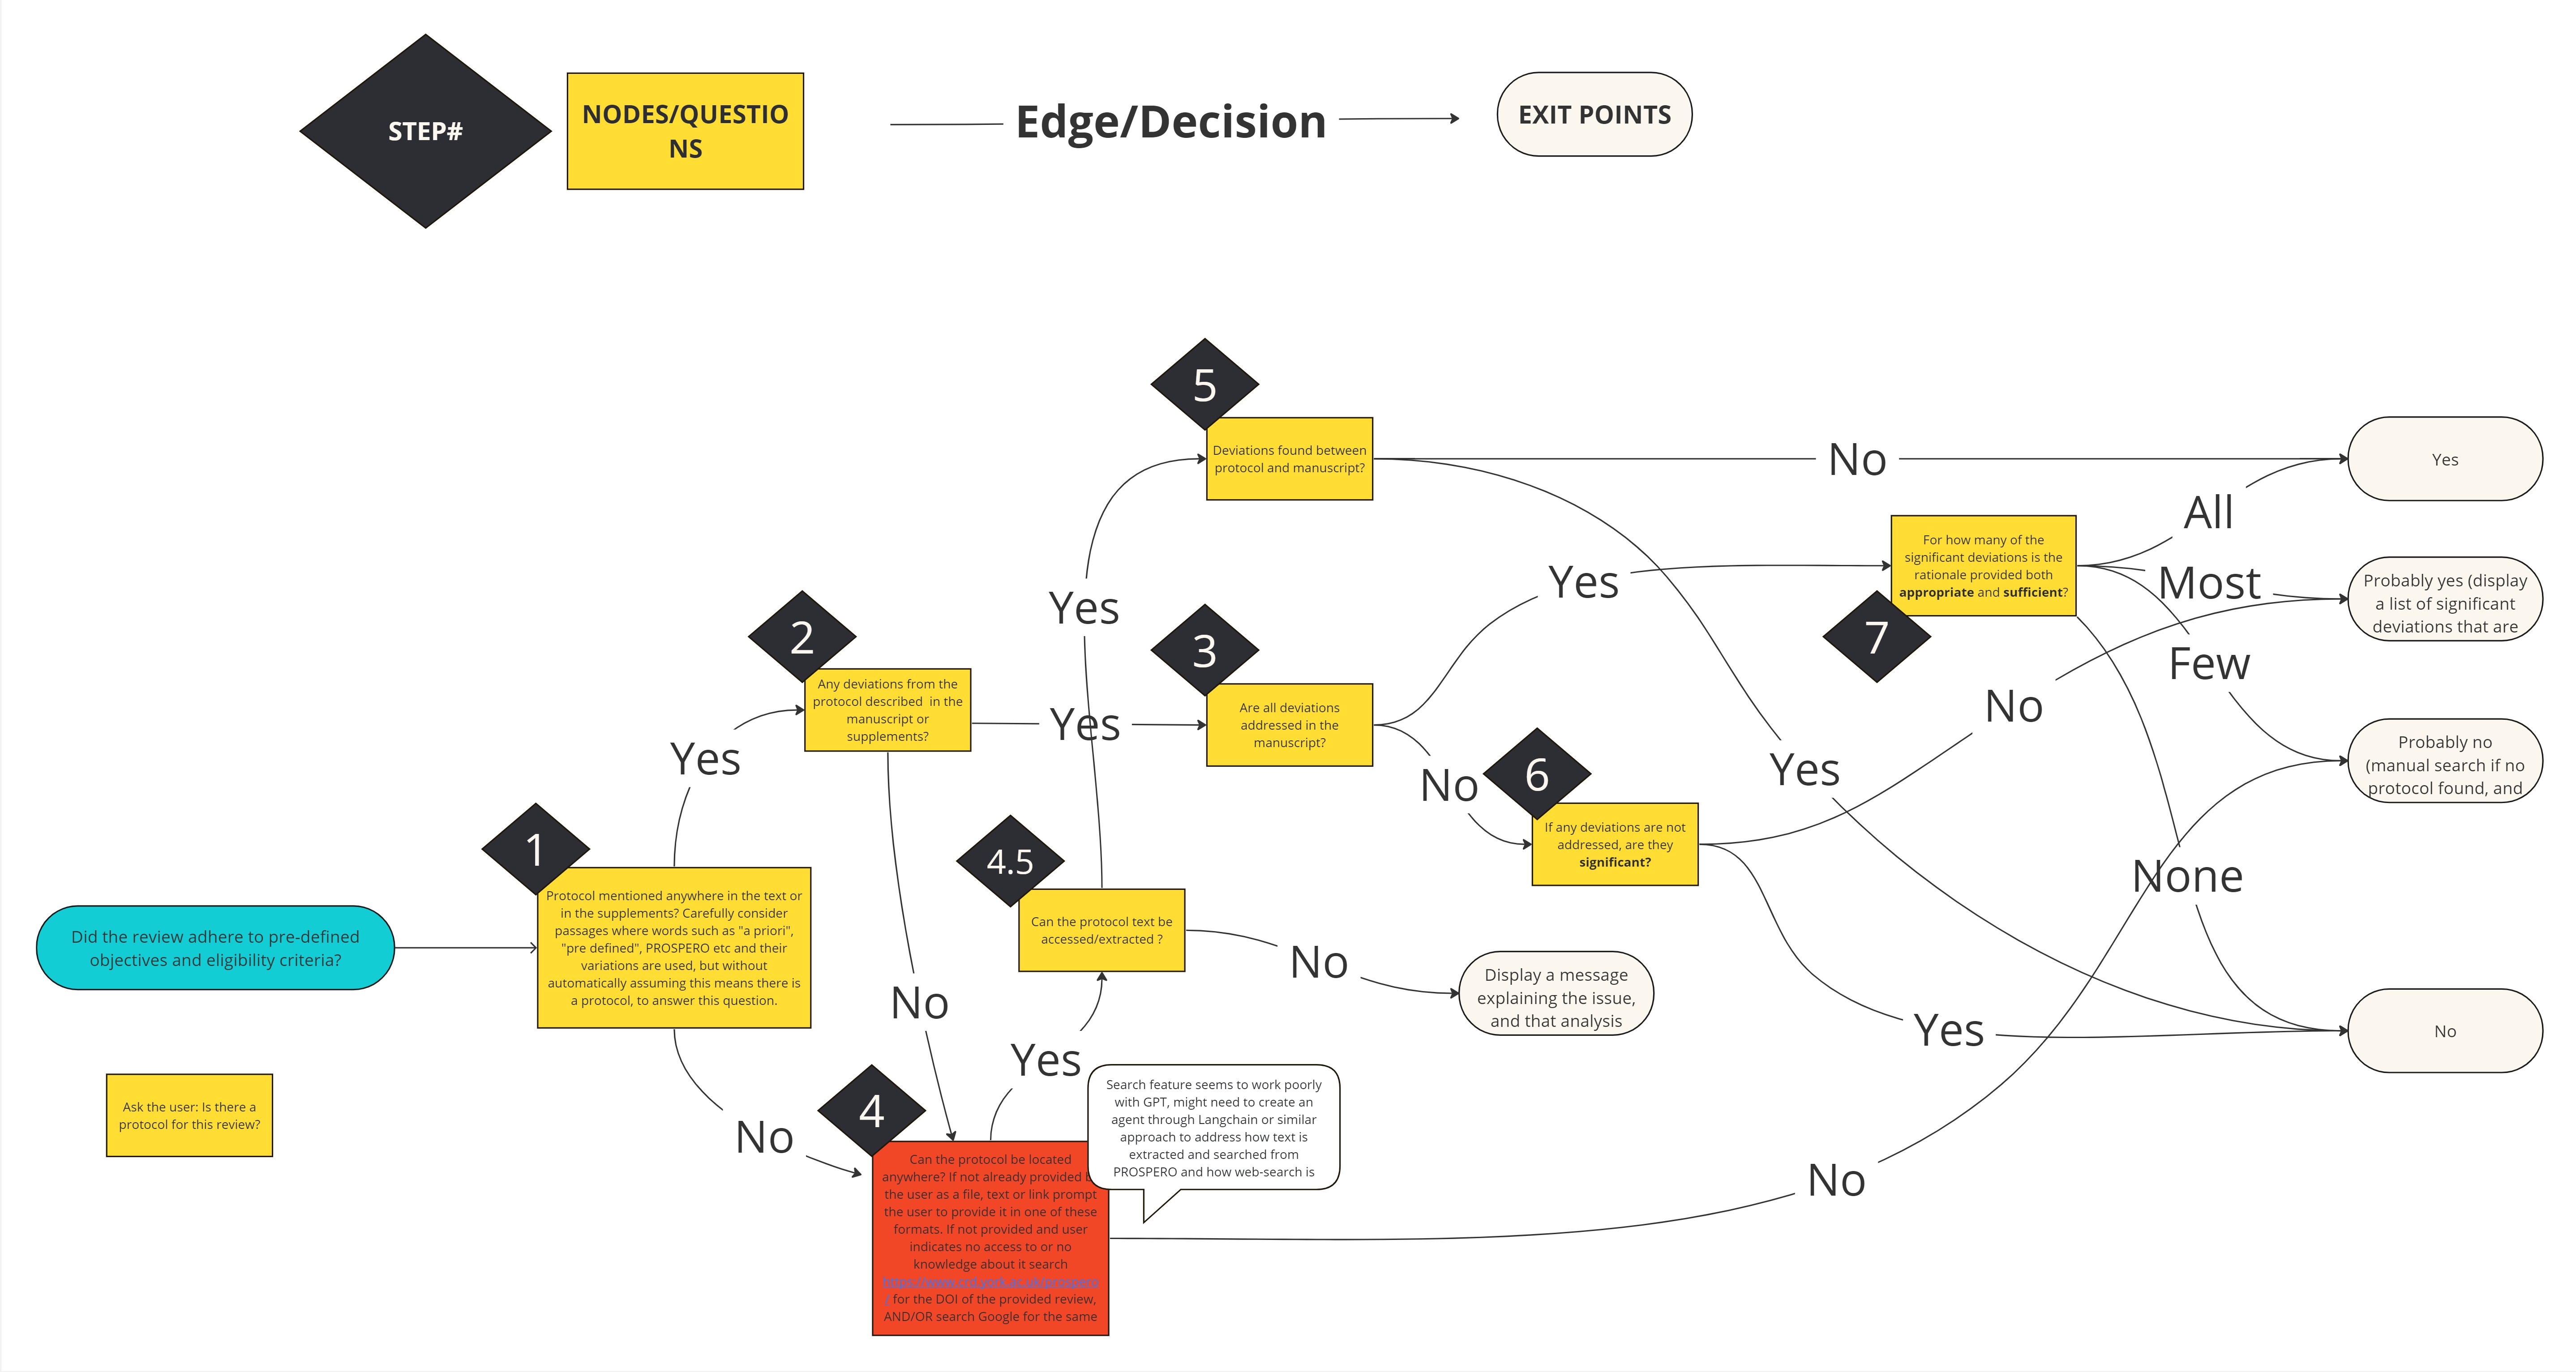 STEP#
NODES/QUESTIO
NS
Edge/Decision
EXIT POINTS
5
Deviations found between
protocol and manuscript?
No
Yes
All
For how many of the
significant deviations is the
rationale provided both
appropriate and sufficient?
7
Most
Probably yes (display
a list of significant
deviations that are
Few
Yes
Yes
2
Any deviations from the
protocol described in the
manuscript or
supplements?
Yes
3
Are all deviations
addressed in the
manuscript?
No
Yes
No
6
If any deviations are not
addressed, are they
significant?
Yes
Probably no
(manual search if no
protocol found, and
Yes
1
Protocol mentioned anywhere in the text or
in the supplements? Carefully consider
passages where words such as "a priori",
"pre defined", PROSPERO etc and their
variations are used, but without
automatically assuming this means there is
a protocol, to answer this question.
4.5
Can the protocol text be
accessed/extracted ?
None
Did the review adhere to pre-defined
objectives and eligibility criteria?
No
No
Display a message
explaining the issue,
and that analysis
Yes
No
Yes
Ask the user: Is there a
protocol for this review?
No
4
Can the protocol be located
anywhere? If not already provided
the user as a file, text or link prompt
the user to provide it in one of these
formats. If not provided and user
indicates no access to or no
knowledge about it search
https://www.crd.york.ac.uk/prospero
/ for the DOI of the provided review,
AND/OR search Google for the same
Search feature seems to work poorly
with GPT, might need to create an
agent through Langchain or similar
approach to address how text is
extracted and searched from
PROSPERO and how web-search is
No